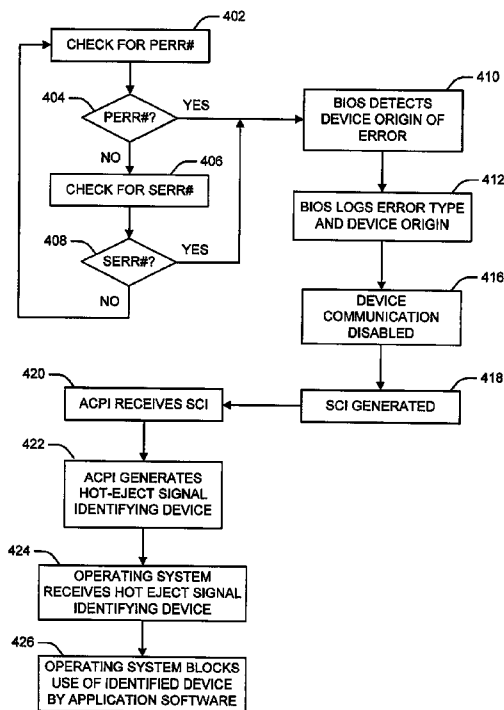 402
CHECK FOR PERR#
404
PERR#?
YES
NO
406
CHECK FOR SERR#
408
SERR#?
YES
NO
410
BIOS DETECTS
DEVICE ORIGIN OF
ERROR
412
BIOS LOGS ERROR TYPE
AND DEVICE ORIGIN
416
DEVICE
COMMUNICATION
DISABLED
418
SCI GENERATED
420
ACPI RECEIVES SCI
422
ACPI GENERATES
HOT-EJECT SIGNAL
IDENTIFYING DEVICE
424
OPERATING SYSTEM
RECEIVES HOT EJECT SIGNAL
IDENTIFYING DEVICE
426
OPERATING SYSTEM BLOCKS
USE OF IDENTIFIED DEVICE
BY APPLICATION SOFTWARE